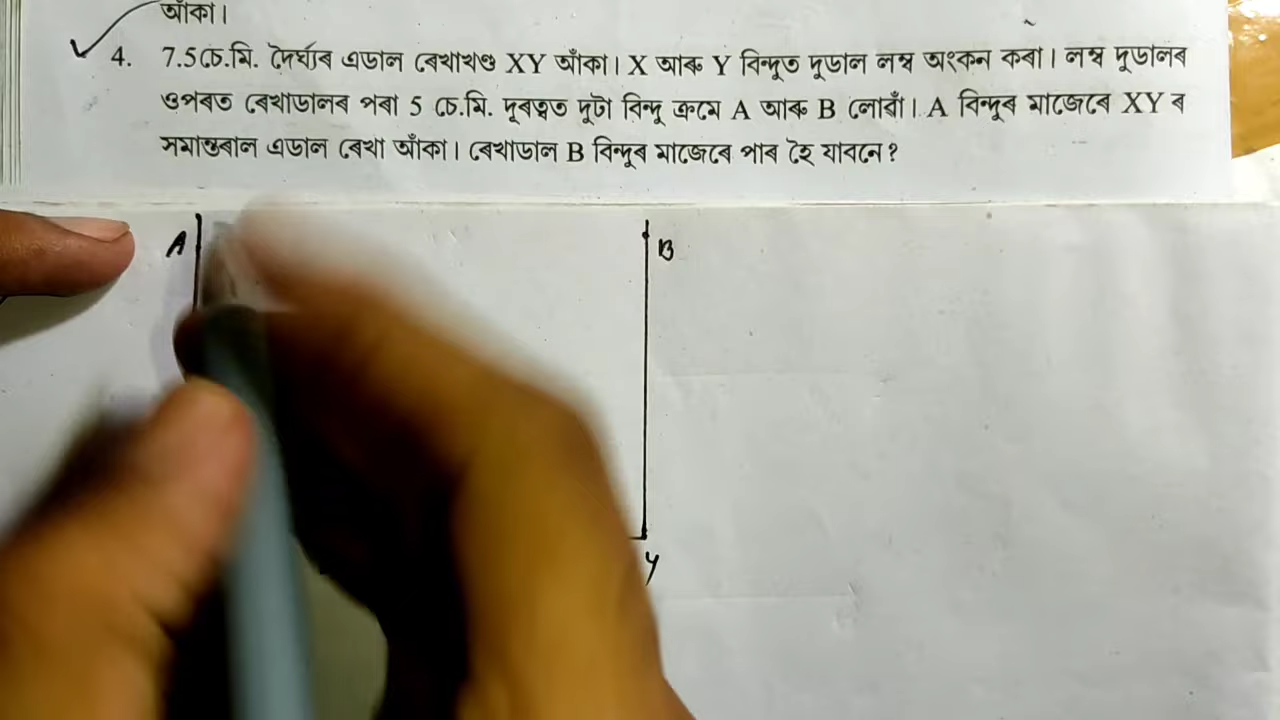 আঁকা।
4. 7.5চে.মি. দৈৰ্ঘ্যৰ এডাল ৰেখাখণ্ড XY আঁকা। X আৰু Y বিন্দুত দুডাল লম্ব অংকন কৰা। লম্ব দুডালৰ
ওপৰত ৰেখাডালৰ পৰা 5 চে.মি. দূৰত্বত দুটা বিন্দু ক্ৰমে A আৰু B লোৱাঁ। A বিন্দুৰ মাজেৰে XY ৰ
সমান্তৰাল এডাল ৰেখা আঁকা। ৰেখাডাল B বিন্দুৰ মাজেৰে পাৰ হৈ যাবনে?
A B
Y